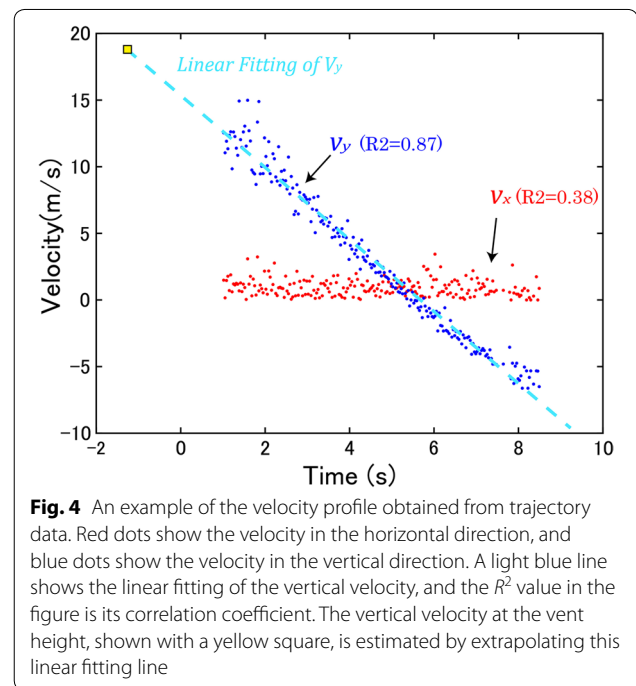 20
15
10
5
0
-5
-10
Velocity(m/s)
Linear Fitting of Vy
vy (R2=0.87)
vx (R2=0.38)
-2 0 2 4 6 8 10
Time (s)
Fig. 4 An example of the velocity profile obtained from trajectory
data. Red dots show the velocity in the horizontal direction, and
blue dots show the velocity in the vertical direction. A light blue line
shows the linear fitting of the vertical velocity, and the R² value in the
figure is its correlation coefficient. The vertical velocity at the vent
height, shown with a yellow square, is estimated by extrapolating this
linear fitting line